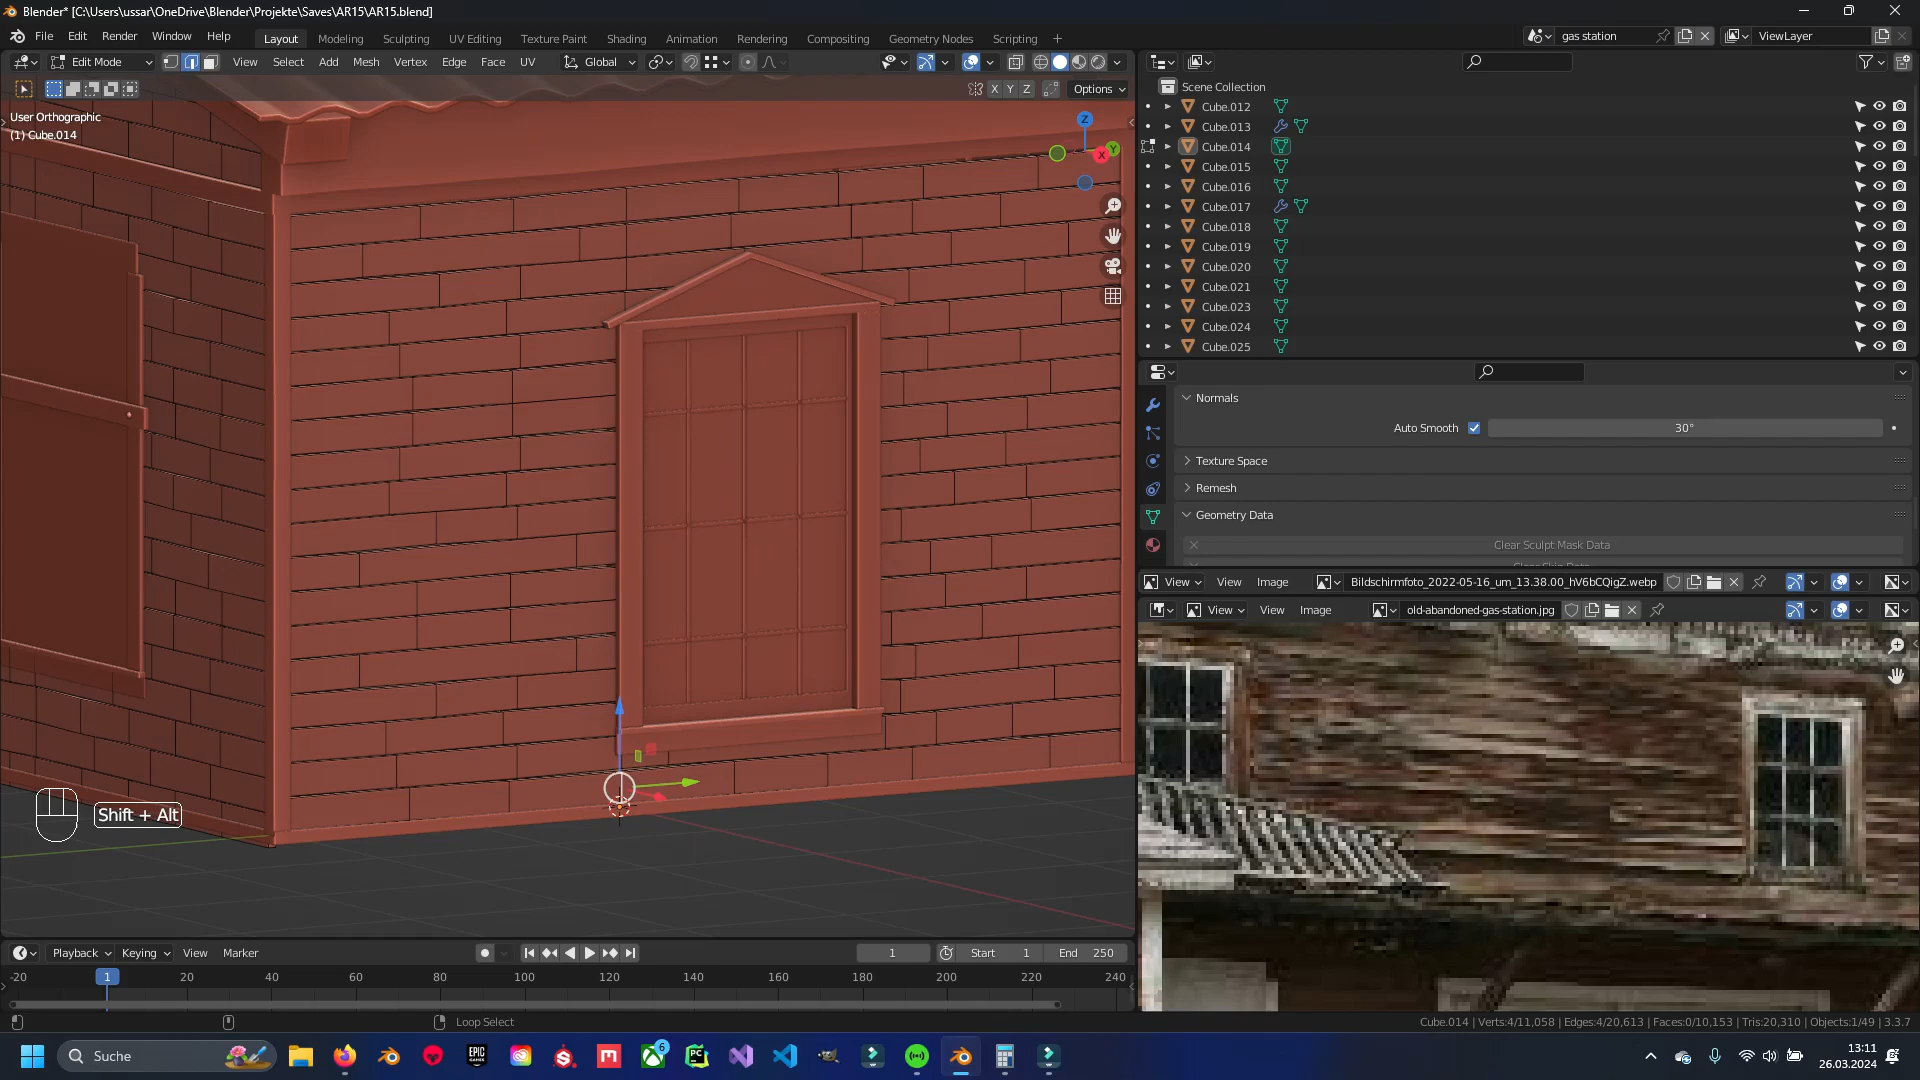 Blender* [C:\Users\ussar\OneDrive\Blender\Projekte\Saves\AR15\AR15.blend]
File Edit Render Window Help
Layout Modeling Sculpting UV Editing Texture Paint Shading Animation Rendering Compositing Geometry Nodes Scripting +
gas station
ViewLayer
Edit Mode
View Select Add Mesh Vertex Edge Face UV
Global
X Y Z
Options
User Orthographic
(1) Cube.014
Z
Y
X
Shift + Alt
Scene Collection
Cube.012
Cube.013
Cube.014
Cube.015
Cube.016
Cube.017
Cube.018
Cube.019
Cube.020
Cube.021
Cube.023
Cube.024
Cube.025
Normals
Auto Smooth 30°
Texture Space
Remesh
Geometry Data
Clear Sculpt Mask Data
View View Image Bildschirmfoto_2022-05-16_um_13.38.00_hV6bCQigZ.webp
View View Image old-abandoned-gas-station.jpg
Playback Keying View Marker
1
Start 1
End 250
-20 1 20 40 60 80 100 120 140 160 180 200 220 240
Loop Select
Cube.014 | Verts:4/11,058 | Edges:4/20,613 | Faces:0/10,153 | Tris:20,310 | Objects:1/49 | 3.3.7
Suche
EPIC GAMES
6
PC
13:11
26.03.2024